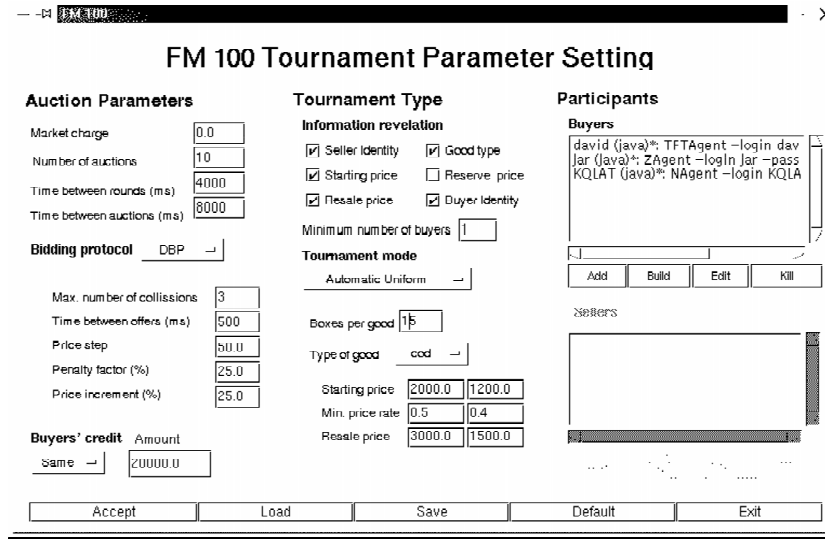 FM 100
FM 100 Tournament Parameter Setting
Auction Parameters
Market charge 0.0
Number of auctions 10
Time between rounds (ms) 4000
Time between auctions (ms) 8000
Bidding protocol DBP
Max. number of collissions 3
Time between offers (ms) 500
Price step 50.0
Penalty factor (%) 25.0
Price increment (%) 25.0
Buyers' credit Amount
Same 20000.0
Tournament Type
Information revelation
Seller Identity Good type
Starting price Reserve price
Resale price Buyer Identity
Minimum number of buyers 1
Tournament mode
Automatic Uniform
Boxes per good 15
Type of good cod
Starting price 2000.0 1200.0
Min. price rate 0.5 0.4
Resale price 3000.0 1500.0
Participants
Buyers
david (java)*: TFTAgent -login dav
Jar (Java)*: ZAgent -login Jar -pass
KQLAT (java)*: NAgent -login KQLA
Add Build Edit Kill
Sellers
Accept Load Save Default Exit